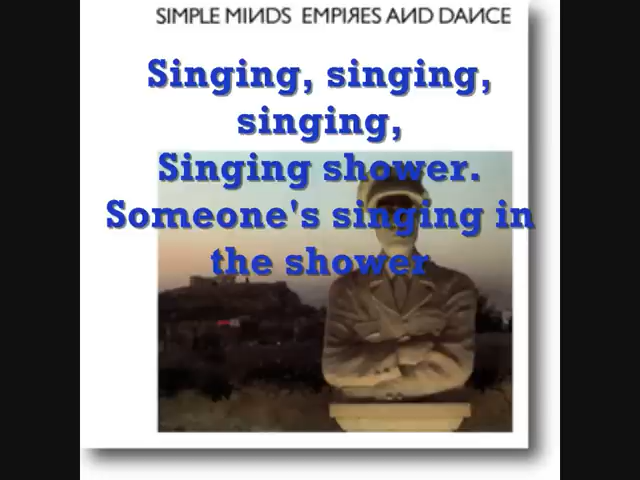 SIMPLE MINDS EMPIRES AND DANCE
Singing, singing,
singing,
Singing shower.
Someone's singing in
the shower